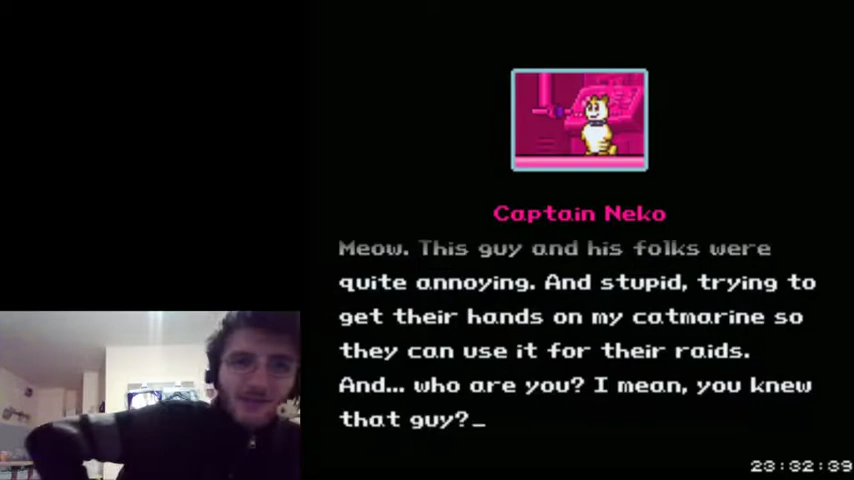 Captain Neko
Meow. This guy and his folks were
quite annoying. And stupid, trying to
get their hands on my catmarine so
they can use it for their raids.
And... who are you? I mean, you knew
that guy?_
23:32:39